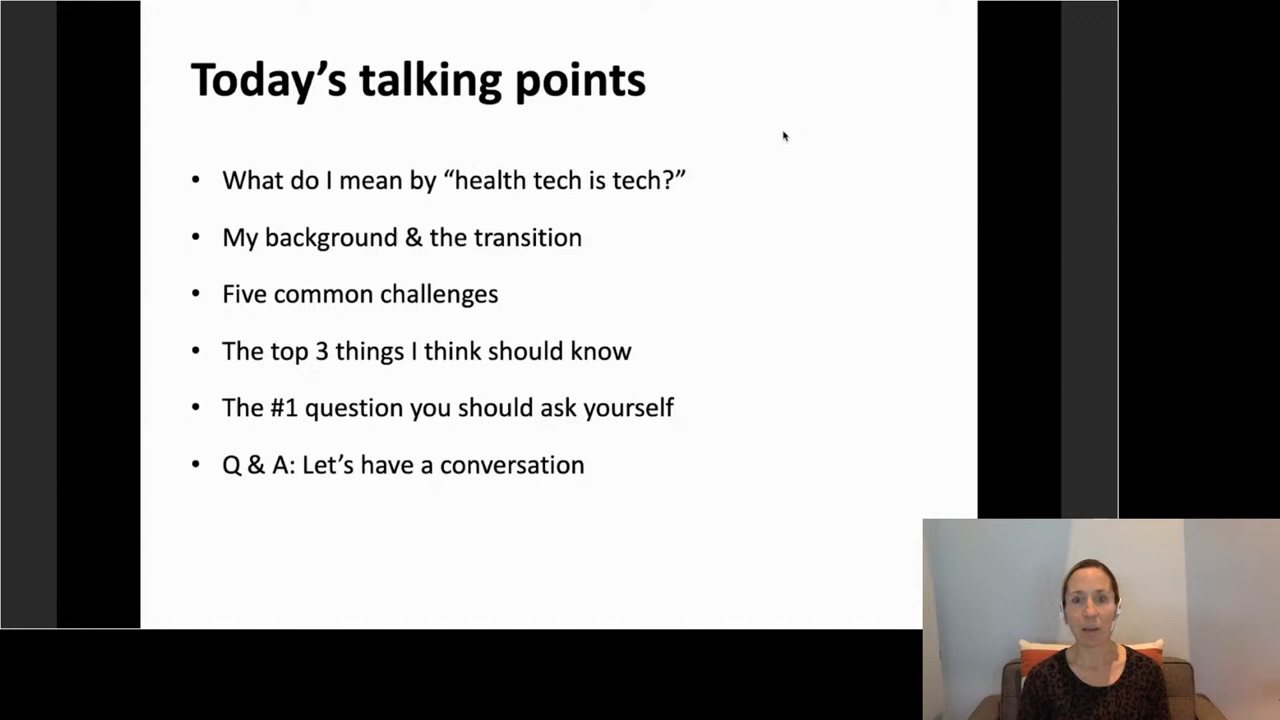 Today’s talking points
• What do I mean by “health tech is tech?”
• My background & the transition
• Five common challenges
• The top 3 things I think should know
• The #1 question you should ask yourself
• Q & A: Let’s have a conversation